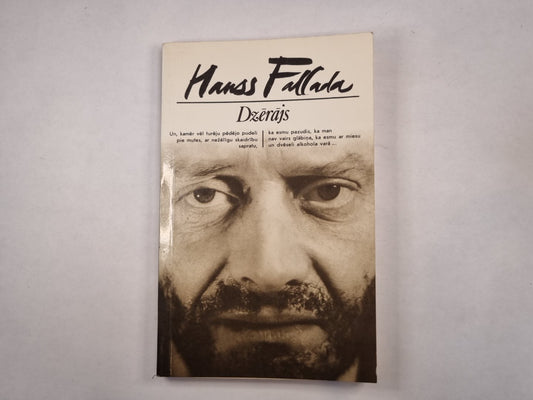 Hanss Fallada
Dzērājs
Un, kamēr vēl turēju pēdējo pudeli
pie mutes, ar nežēlīgu skaidrību
sapratu,
ka esmu pazudis, ka man
nav vairs glābiņa, ka esmu ar miesu
un dvēseli alkohola varā ...